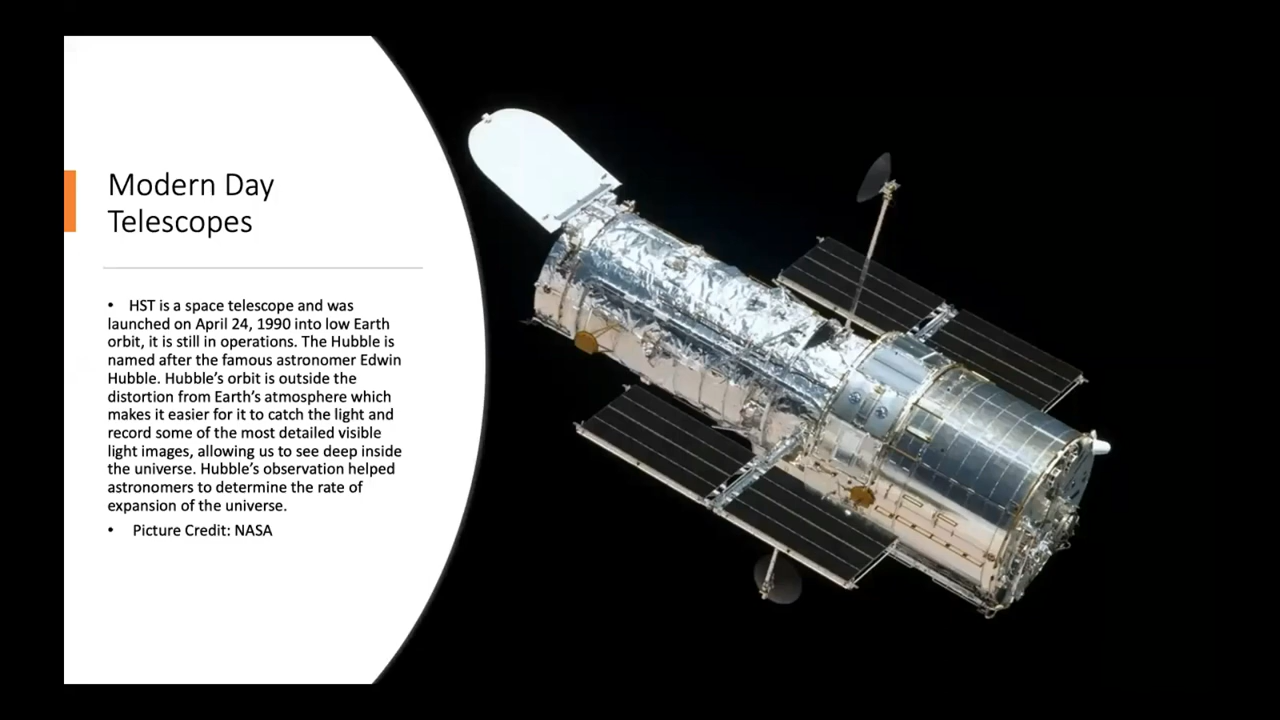 Modern Day
Telescopes
• HST is a space telescope and was
launched on April 24, 1990 into low Earth
orbit, it is still in operations. The Hubble is
named after the famous astronomer Edwin
Hubble. Hubble's orbit is outside the
distortion from Earth's atmosphere which
makes it easier for it to catch the light and
record some of the most detailed visible
light images, allowing us to see deep inside
the universe. Hubble's observation helped
astronomers to determine the rate of
expansion of the universe.
• Picture Credit: NASA